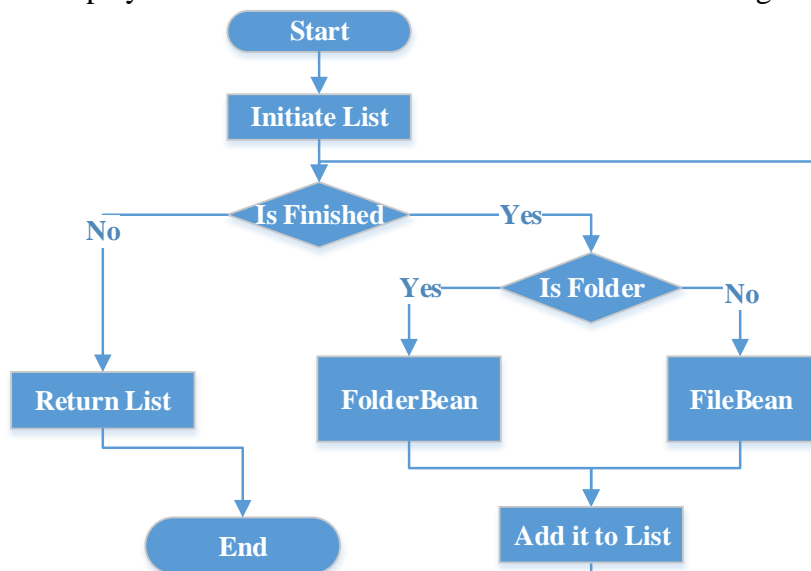 Start
Initiate List
Is Finished
No
Yes
Is Folder
Yes
No
Return List
FolderBean
FileBean
End
Add it to List